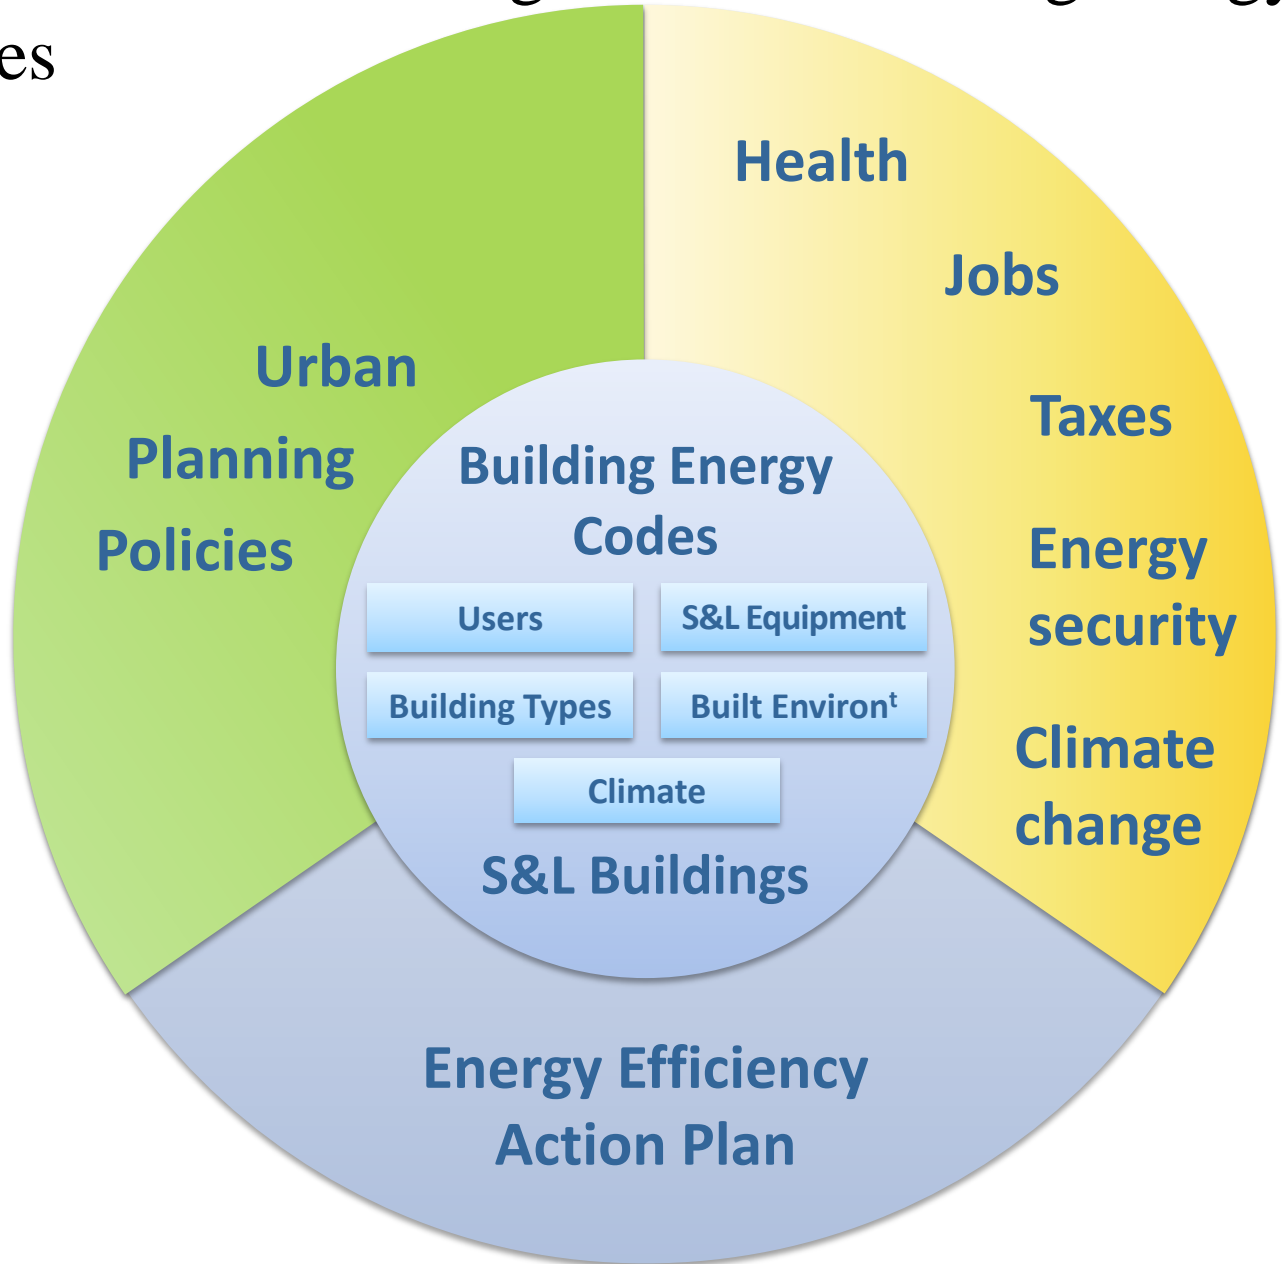 es
Health
Jobs
Taxes
Energy
security
Climate
change
Urban
Planning
Policies
Building Energy
Codes
Users
S&L Equipment
Building Types
Built Environᵗ
Climate
S&L Buildings
Energy Efficiency
Action Plan